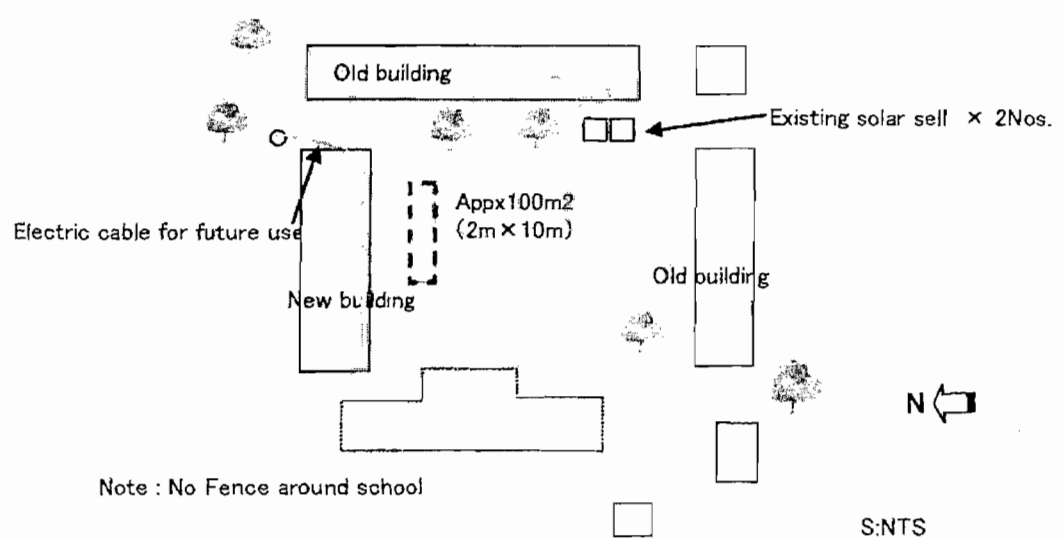 Old building
Existing solar sell × 2Nos.
Appx100m2
(2m×10m)
Electric cable for future use
Old building
New building
N
Note : No Fence around school
S:NTS